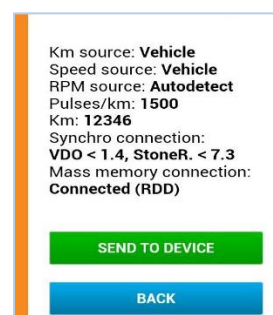 Km source: Vehicle
Speed source: Vehicle
RPM source: Autodetect
Pulses/km: 1500
Km: 12346
Synchro connection:
VDO < 1.4, StoneR. < 7.3
Mass memory connection:
Connected (RDD)
SEND TO DEVICE
BACK